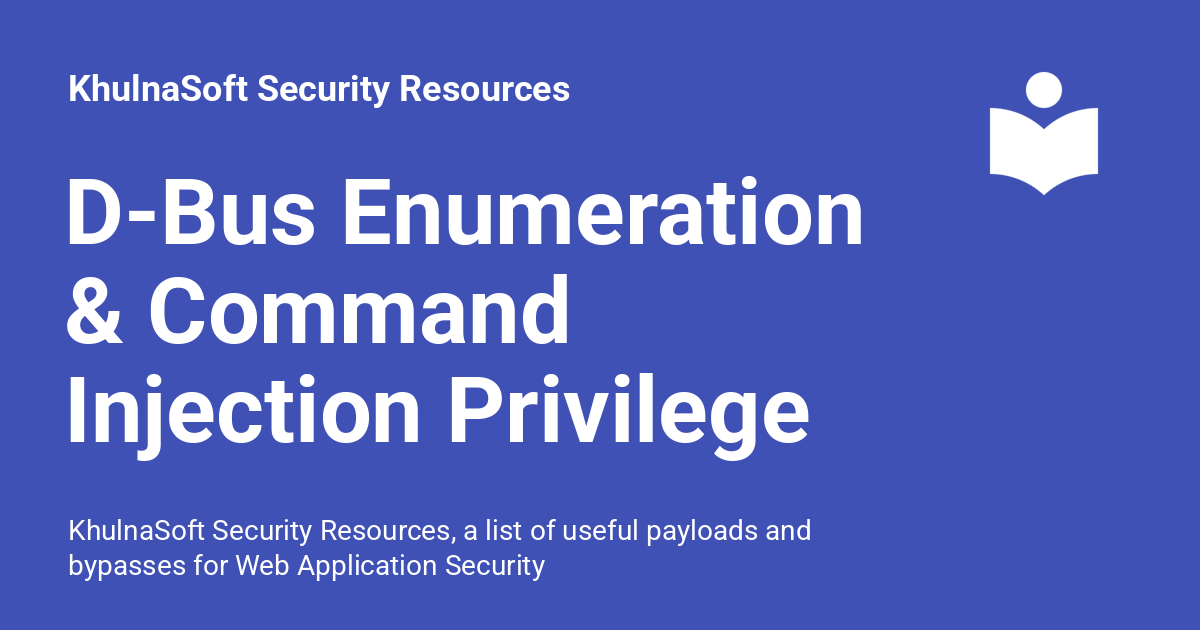 KhulnaSoft Security Resources
D-Bus Enumeration
& Command
Injection Privilege
KhulnaSoft Security Resources, a list of useful payloads and
bypasses for Web Application Security